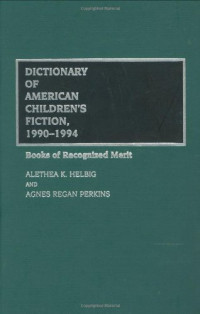 DICTIONARY
OF
AMERICAN
CHILDREN'S
FICTION,
1990–1994
Books of Recognized Merit
ALETHEA K. HELBIG
AND
AGNES REGAN PERKINS